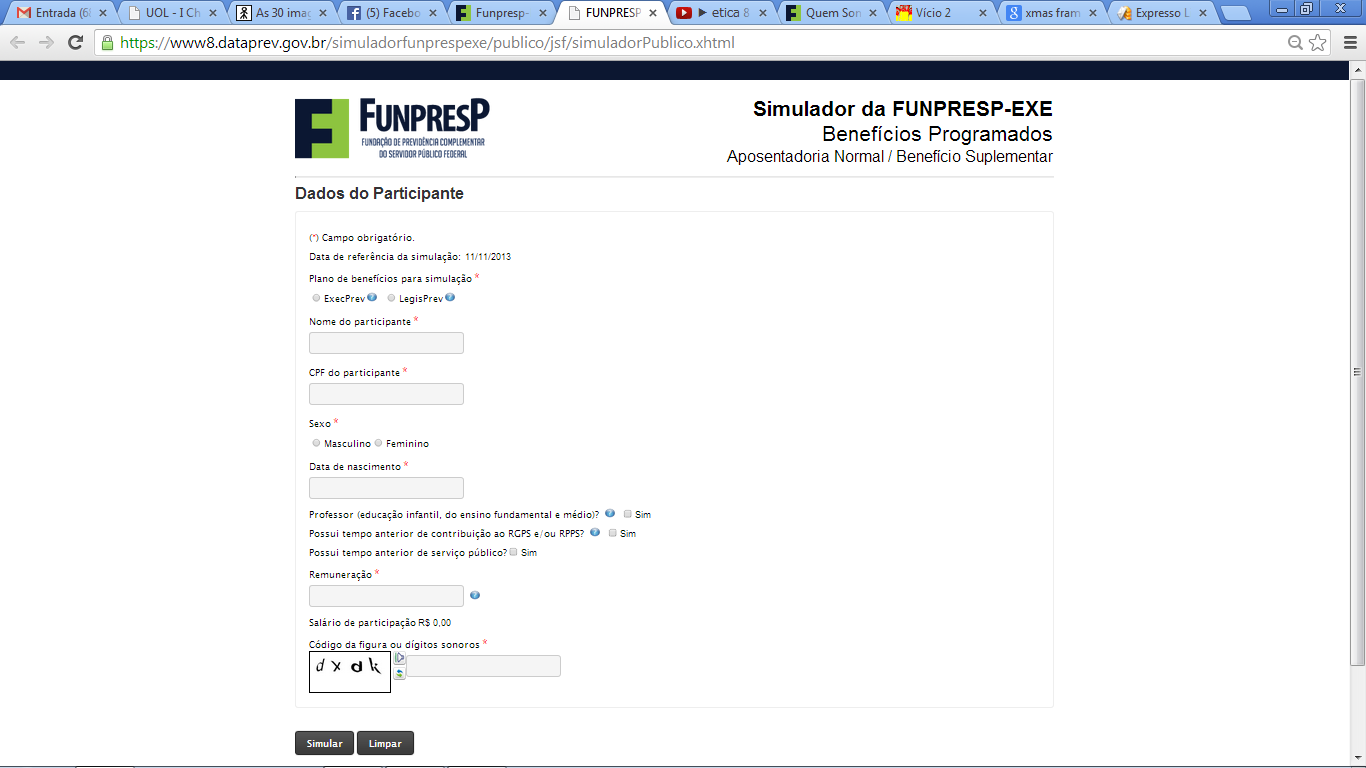 Entrada (6
UOL - I Ch
As 30 imag
(5) Facebo
Funpresp-
FUNPRESP
etica 8
Quem Son
Vício 2
xmas fram
Expresso L
https://www8.dataprev.gov.br/simuladorfunprespexe/publico/jsf/simuladorPublico.xhtml
FUNPRESP
FUNDAÇÃO DE PREVIDÊNCIA COMPLEMENTAR
DO SERVIDOR PÚBLICO FEDERAL
Simulador da FUNPRESP-EXE
Benefícios Programados
Aposentadoria Normal / Benefício Suplementar
Dados do Participante
(*) Campo obrigatório.
Data de referência da simulação: 11/11/2013
Plano de benefícios para simulação *
ExecPrev ? LegisPrev ?
Nome do participante *
CPF do participante *
Sexo *
Masculino Feminino
Data de nascimento *
Professor (educação infantil, do ensino fundamental e médio)? ? Sim
Possui tempo anterior de contribuição ao RGPS e/ou RPPS? ? Sim
Possui tempo anterior de serviço público? Sim
Remuneração *
?
Salário de participação R$ 0,00
Código da figura ou dígitos sonoros *
d x d k
Simular Limpar